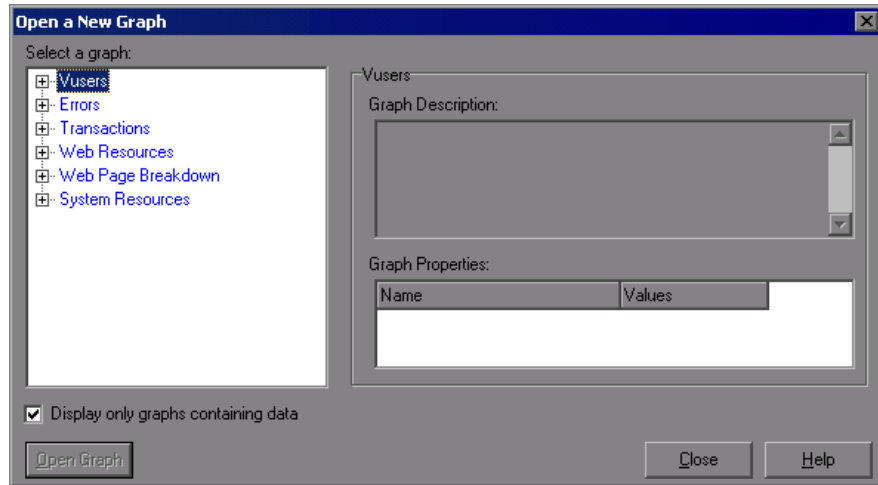 Open a New Graph
Select a graph:
Vusers
Errors
Transactions
Web Resources
Web Page Breakdown
System Resources
Vusers
Graph Description:
Graph Properties:
Name Values
Display only graphs containing data
Open Graph Close Help